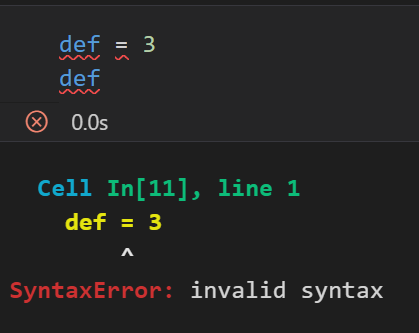 def = 3
def
0.0s
Cell In[11], line 1
def = 3
^
SyntaxError: invalid syntax